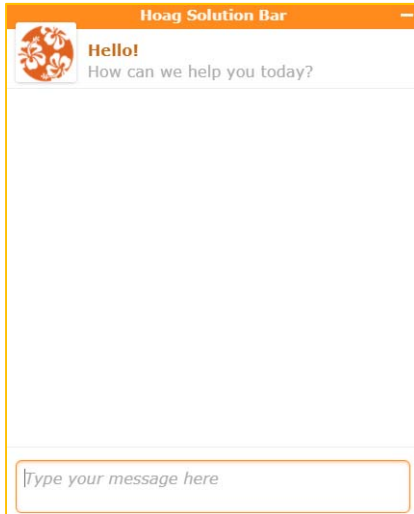 Hoag Solution Bar
Hello!
How can we help you today?
Type your message here